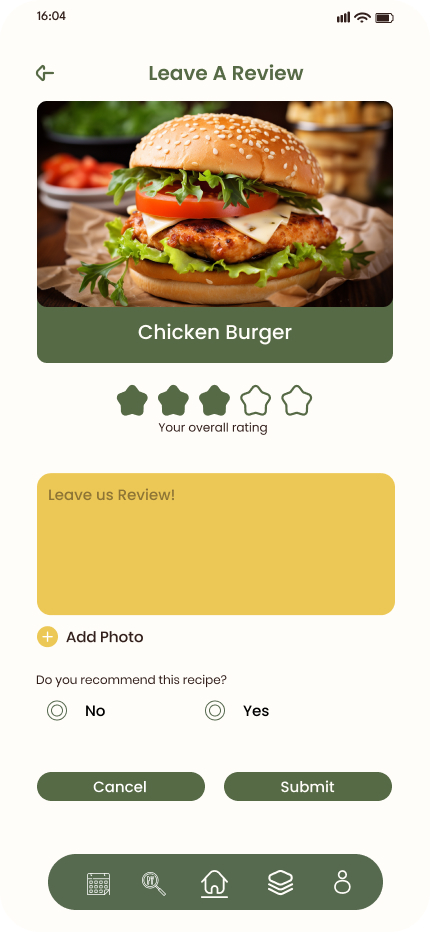 16:04
Leave A Review
Chicken Burger
Your overall rating
Leave us Review!
Add Photo
Do you recommend this recipe?
No
Yes
Cancel
Submit